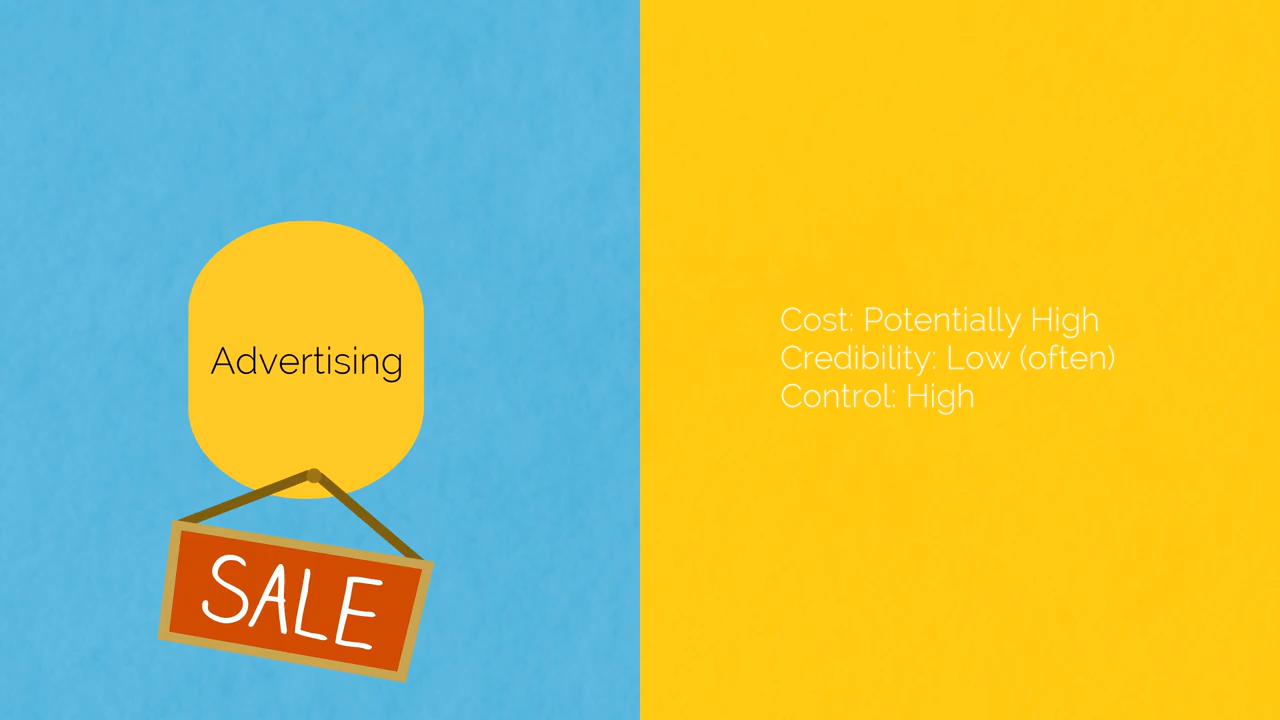 Advertising
SALE
Cost: Potentially High
Credibility: Low (often)
Control: High